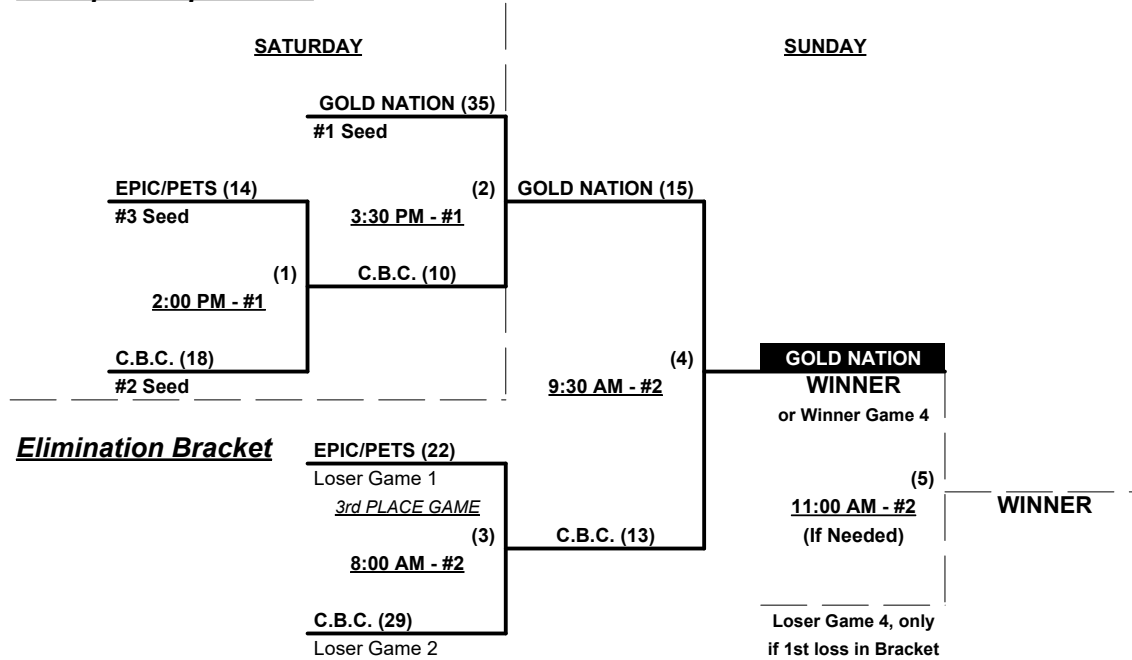 SATURDAY
SUNDAY
GOLD NATION (35)
#1 Seed
EPIC/PETS (14)
(2)
GOLD NATION (15)
#3 Seed
3:30 PM - #1
(1)
C.B.C. (10)
2:00 PM - #1
C.B.C. (18)
(4)
GOLD NATION
#2 Seed
9:30 AM - #2
WINNER
or Winner Game 4
Elimination Bracket
EPIC/PETS (22)
Loser Game 1
(5)
3rd PLACE GAME
11:00 AM - #2
WINNER
(3)
C.B.C. (13)
(If Needed)
8:00 AM - #2
C.B.C. (29)
Loser Game 4, only
Loser Game 2
if 1st loss in Bracket